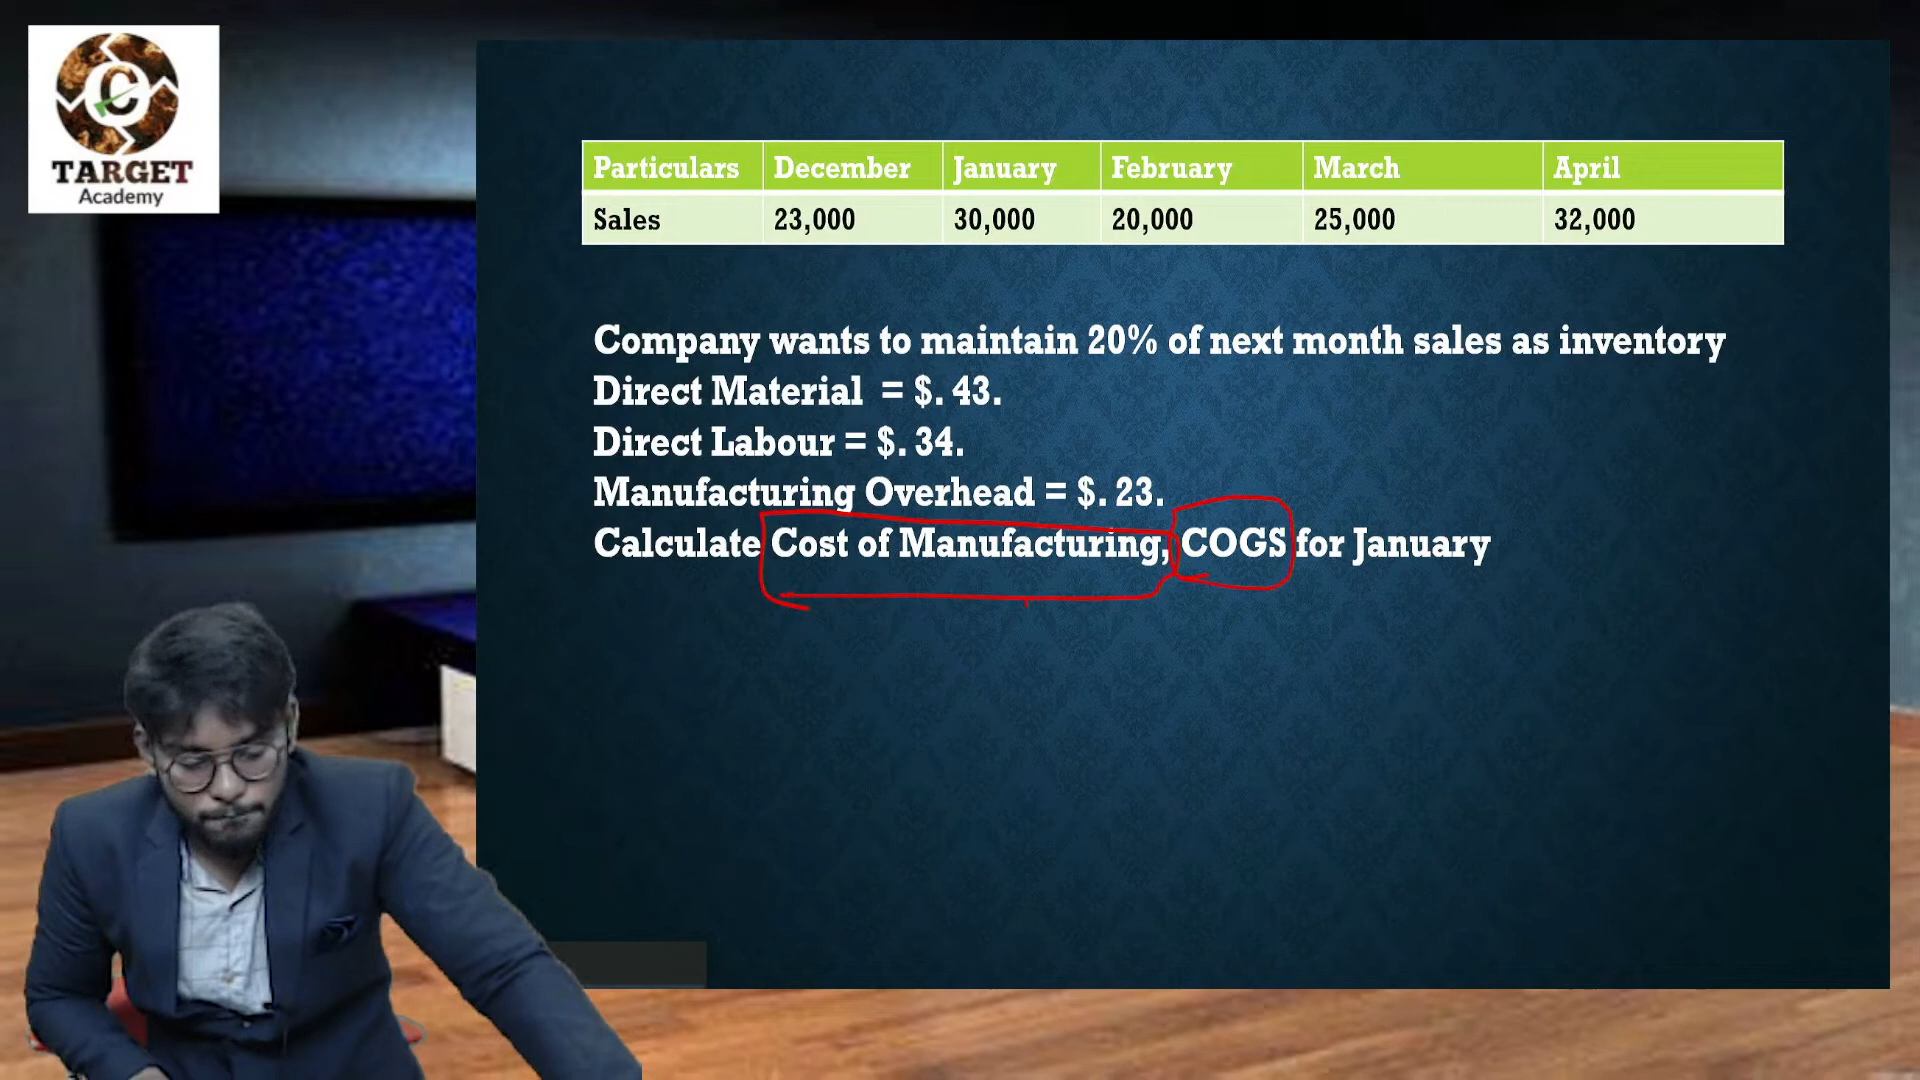 TARGET
Academy
Particulars December January February March April
Sales 23,000 30,000 20,000 25,000 32,000
Company wants to maintain 20% of next month sales as inventory
Direct Material = $. 43.
Direct Labour = $. 34.
Manufacturing Overhead = $. 23.
Calculate Cost of Manufacturing, COGS for January